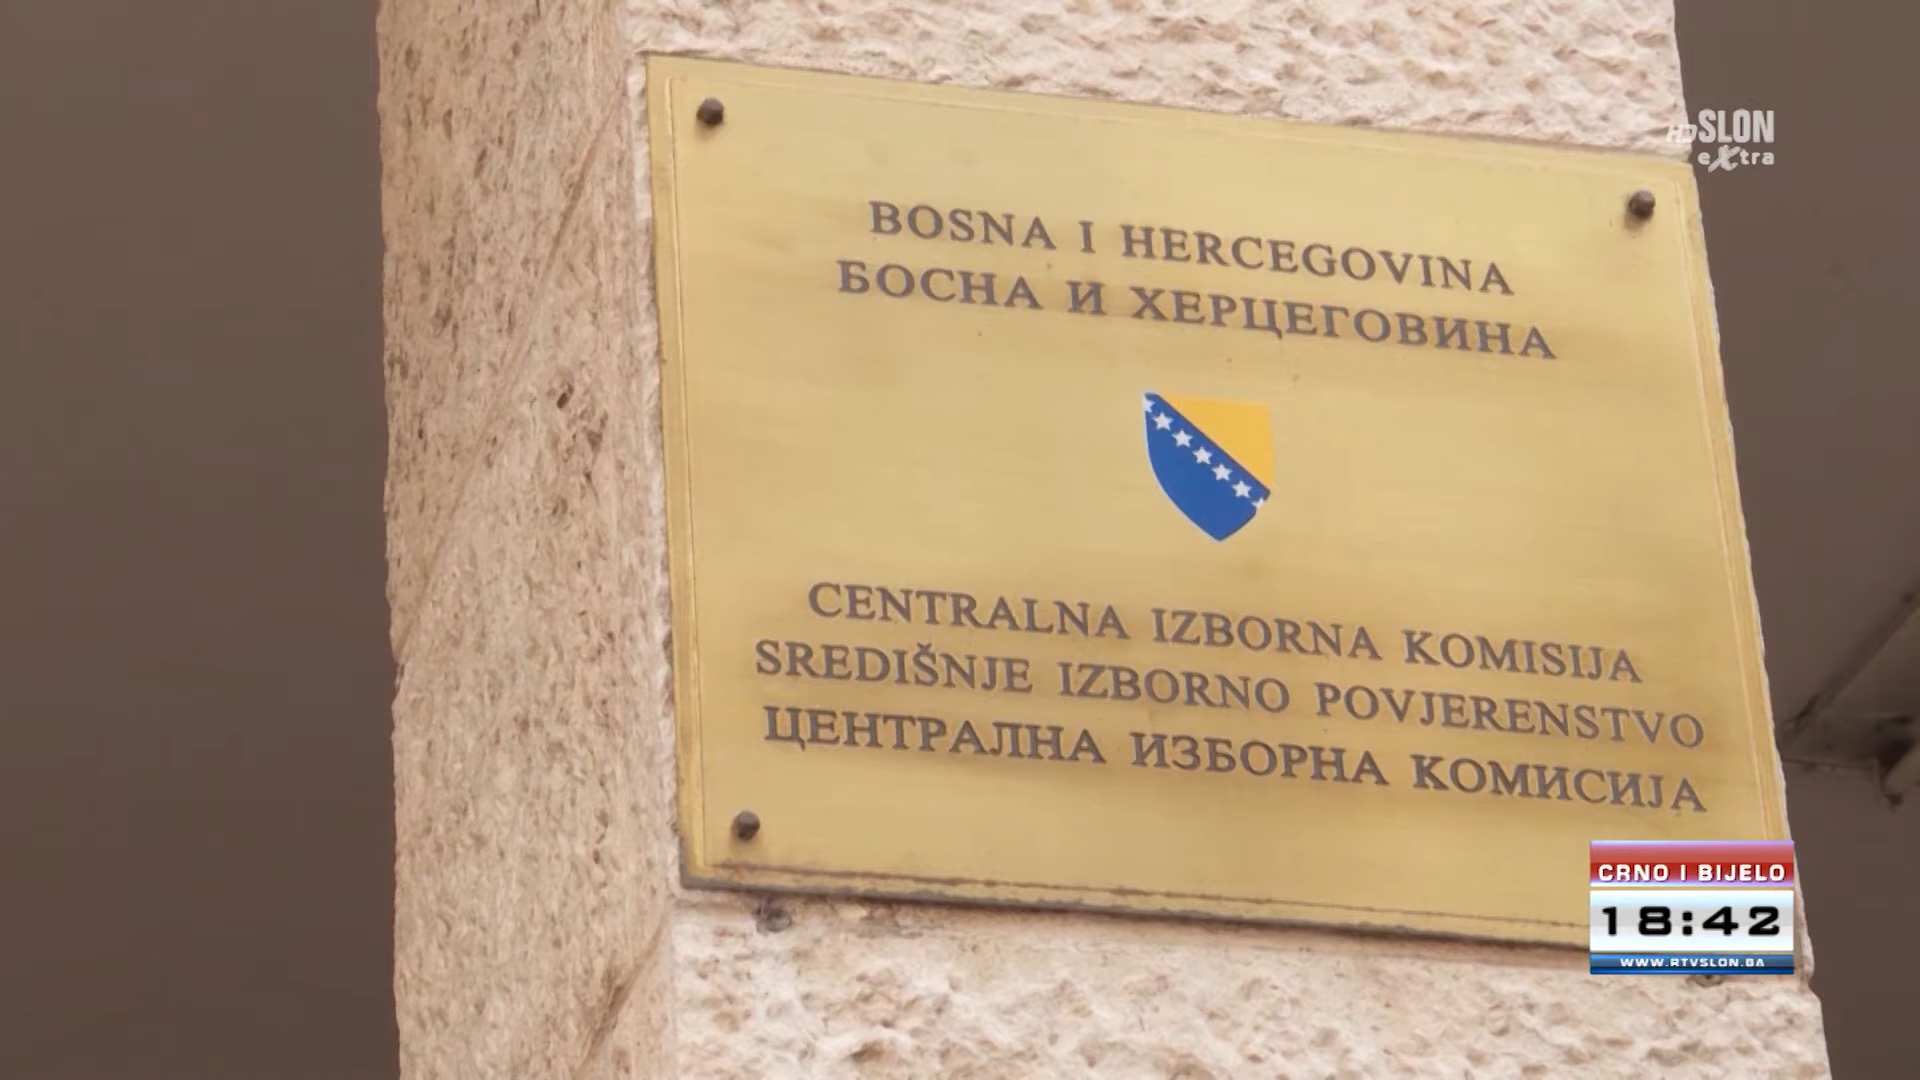 HD SLON
eXtra
BOSNA I HERCEGOVINA
БОСНА И ХЕРЦЕГОВИНА
CENTRALNA IZBORNA KOMISIJA
SREDIŠNJE IZBORNO POVJERENSTVO
ЦЕНТРАЛНА ИЗБОРНА КОМИСИЈА
CRNO I BIJELO
18:42
WWW.RTVSLON.BA